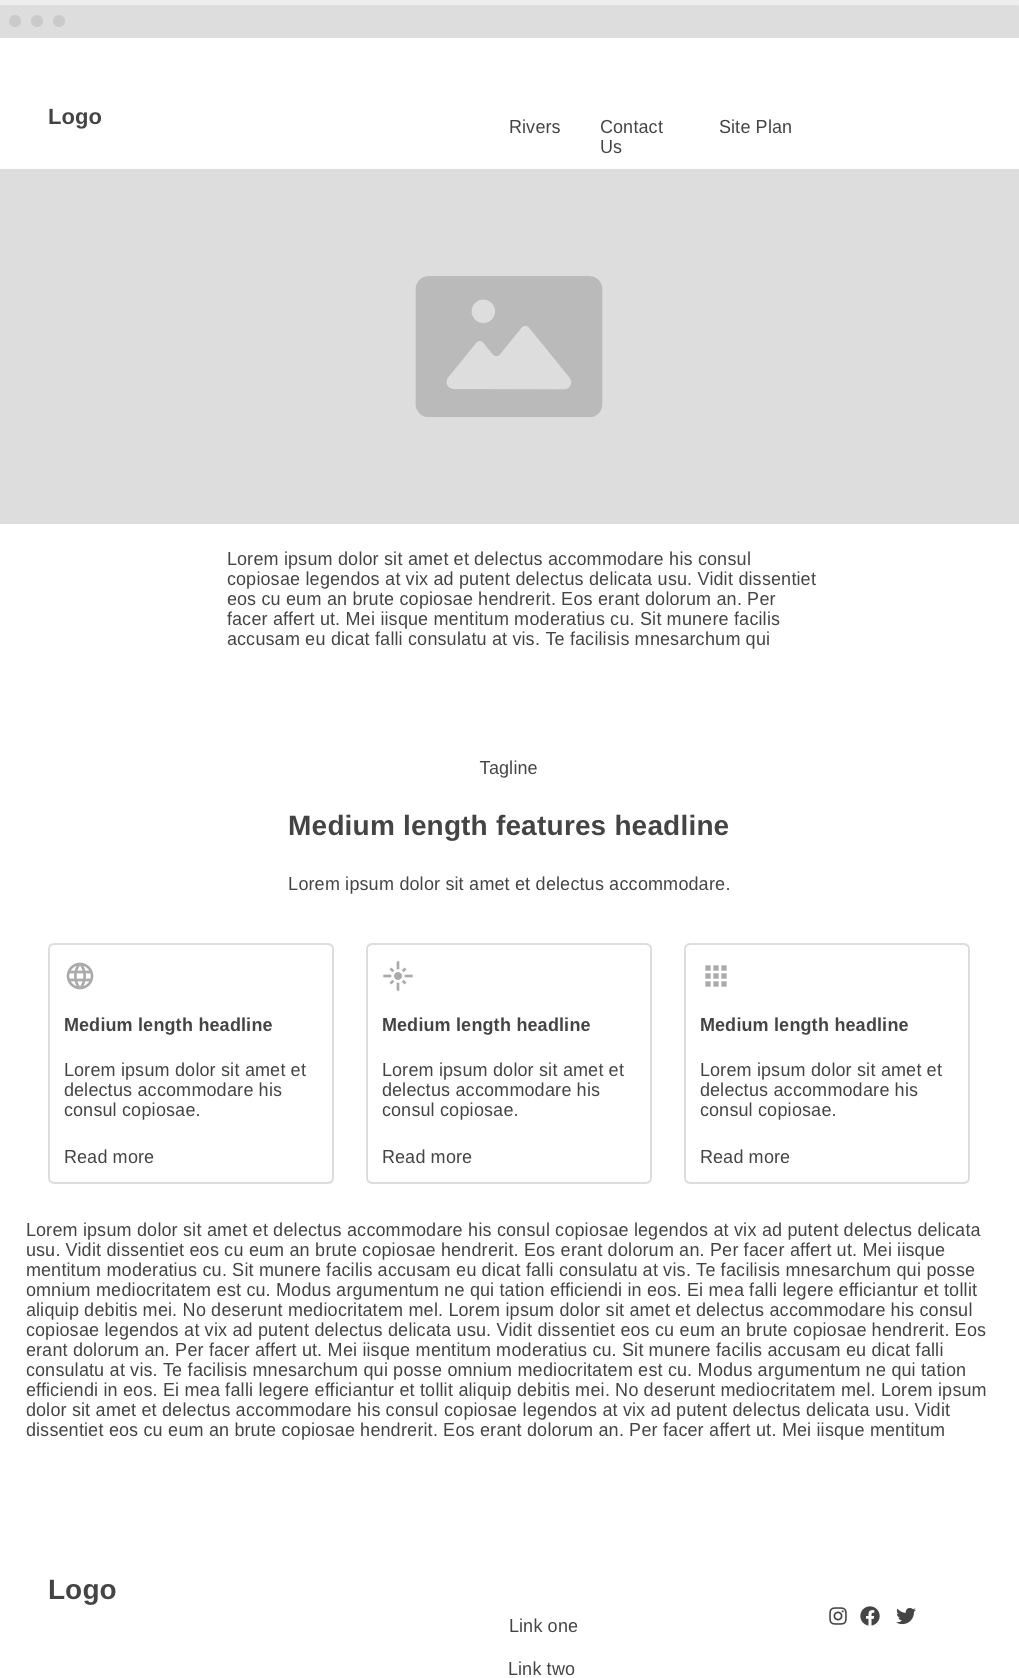 Logo
Rivers
Contact
Us
Site Plan
Lorem ipsum dolor sit amet et delectus accommodare his consul
copiosae legendos at vix ad putent delectus delicata usu. Vidit dissentiet
eos cu eum an brute copiosae hendrerit. Eos erant dolorum an. Per
facer affert ut. Mei iisque mentitum moderatius cu. Sit munere facilis
accusam eu dicat falli consulatu at vis. Te facilisis mnesarchum qui
Tagline
Medium length features headline
Lorem ipsum dolor sit amet et delectus accommodare.
Medium length headline
Lorem ipsum dolor sit amet et
delectus accommodare his
consul copiosae.
Read more
Medium length headline
Lorem ipsum dolor sit amet et
delectus accommodare his
consul copiosae.
Read more
Medium length headline
Lorem ipsum dolor sit amet et
delectus accommodare his
consul copiosae.
Read more
Lorem ipsum dolor sit amet et delectus accommodare his consul copiosae legendos at vix ad putent delectus delicata
usu. Vidit dissentiet eos cu eum an brute copiosae hendrerit. Eos erant dolorum an. Per facer affert ut. Mei iisque
mentitum moderatius cu. Sit munere facilis accusam eu dicat falli consulatu at vis. Te facilisis mnesarchum qui posse
omnium mediocritatem est cu. Modus argumentum ne qui tation efficiendi in eos. Ei mea falli legere efficiantur et tollit
aliquip debitis mei. No deserunt mediocritatem mel. Lorem ipsum dolor sit amet et delectus accommodare his consul
copiosae legendos at vix ad putent delectus delicata usu. Vidit dissentiet eos cu eum an brute copiosae hendrerit. Eos
erant dolorum an. Per facer affert ut. Mei iisque mentitum moderatius cu. Sit munere facilis accusam eu dicat falli
consulatu at vis. Te facilisis mnesarchum qui posse omnium mediocritatem est cu. Modus argumentum ne qui tation
efficiendi in eos. Ei mea falli legere efficiantur et tollit aliquip debitis mei. No deserunt mediocritatem mel. Lorem ipsum
dolor sit amet et delectus accommodare his consul copiosae legendos at vix ad putent delectus delicata usu. Vidit
dissentiet eos cu eum an brute copiosae hendrerit. Eos erant dolorum an. Per facer affert ut. Mei iisque mentitum
Logo
Link one
Link two